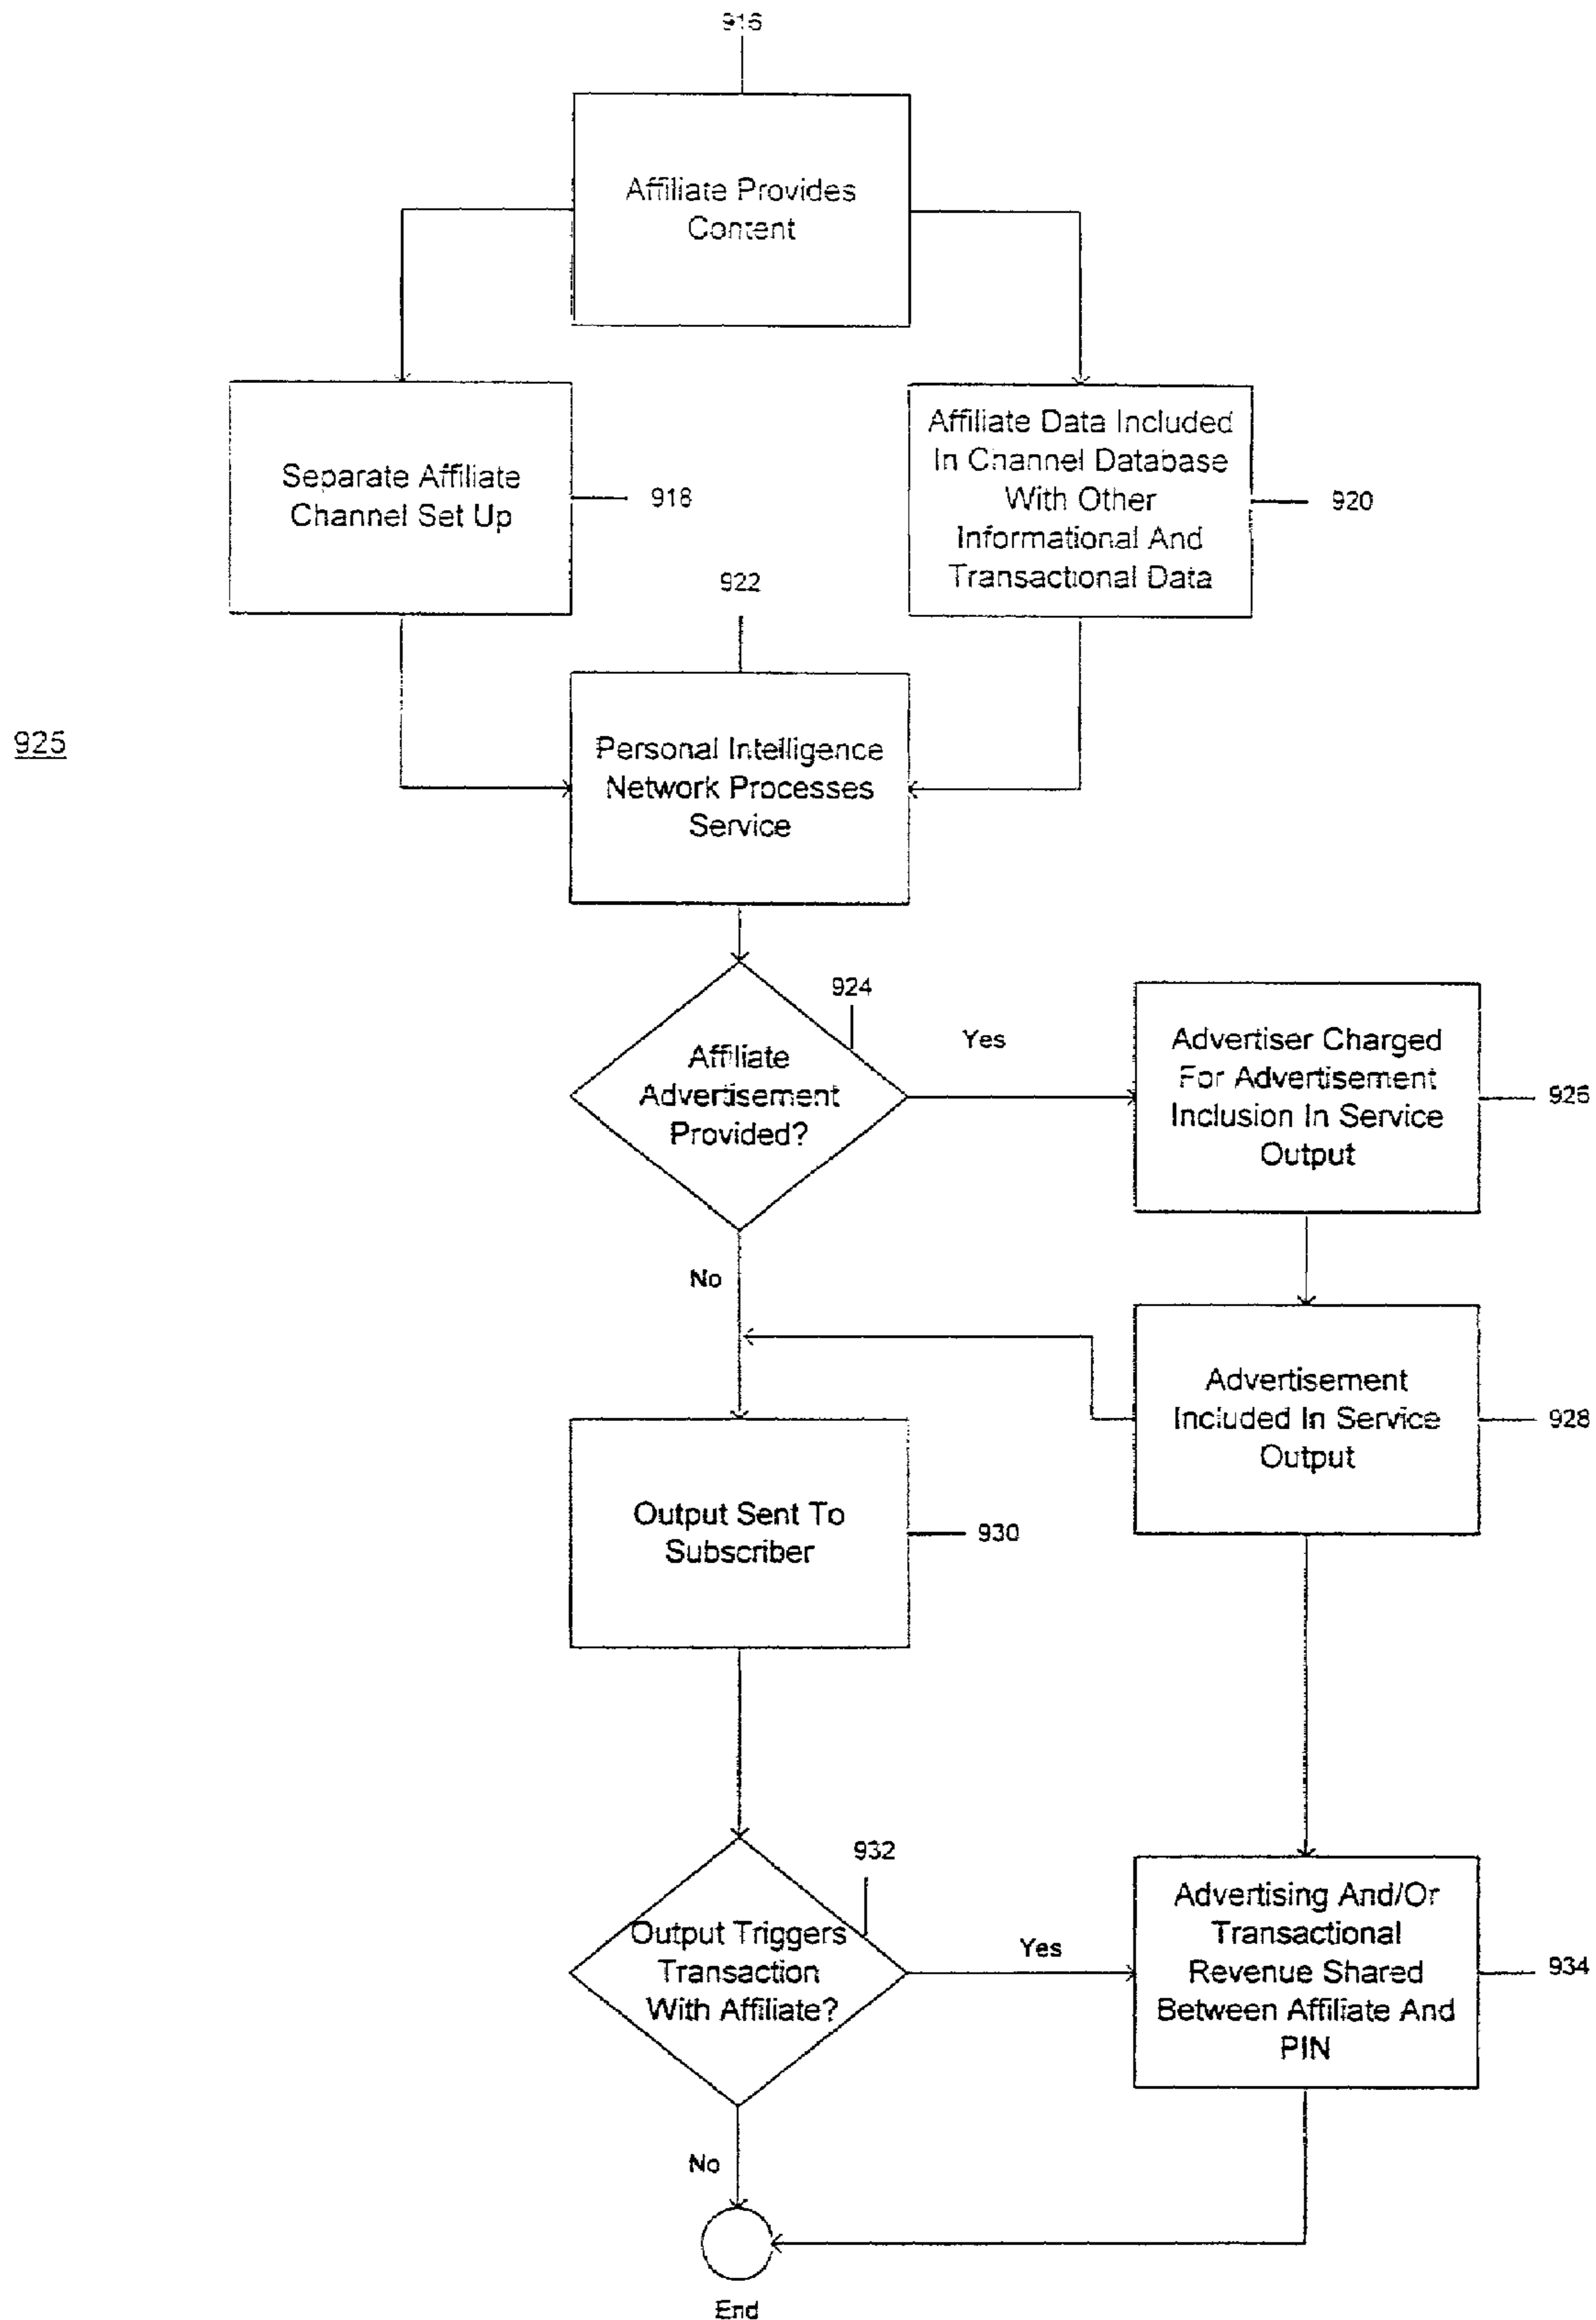 916
Affiliate Provides
Content
Separate Affiliate
Channel Set Up
918
Affiliate Data Included
In Channel Database
With Other
Informational And
Transactional Data
920
922
925
Personal Intelligence
Network Processes
Service
924
Affiliate
Advertisement
Provided?
Yes
Advertiser Charged
For Advertisement
Inclusion In Service
Output
926
No
Advertisement
Included In Service
Output
928
Output Sent To
Subscriber
930
932
Output Triggers
Transaction
With Affiliate?
Yes
Advertising And/Or
Transactional
Revenue Shared
Between Affiliate And
PIN
934
No
End